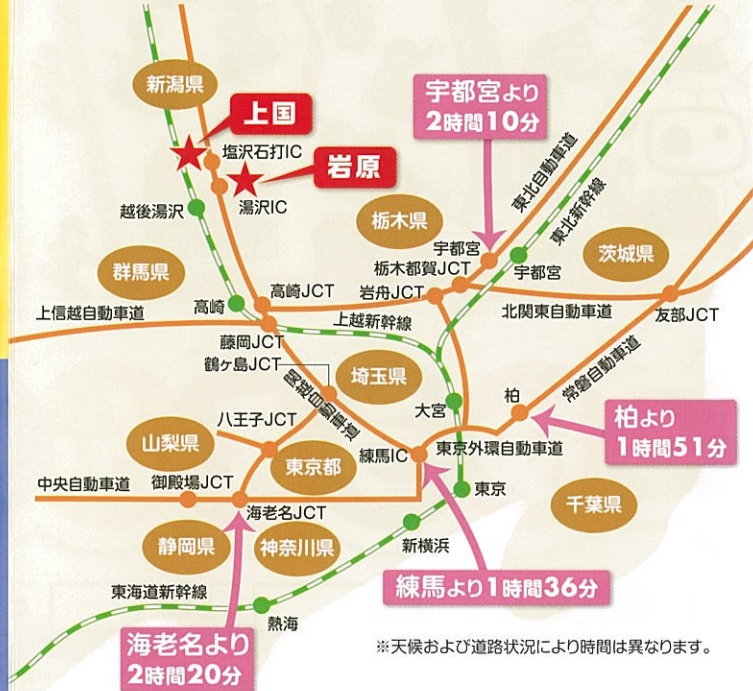 新潟県
上国
塩沢石打IC
岩原
湯沢IC
越後湯沢
宇都宮より
2時間10分
東北自動車道
東北新幹線
栃木県
茨城県
宇都宮
栃木都賀JCT
宇都宮
群馬県
岩舟JCT
高崎JCT
高崎
上信越自動車道
上越新幹線
北関東自動車道
友部JCT
藤岡JCT
鶴ヶ島JCT
関越自動車道
埼玉県
常磐自動車道
大宮
柏
柏より
1時間51分
八王子JCT
山梨県
東京都
練馬IC
東京外環自動車道
中央自動車道
御殿場JCT
東京
千葉県
海老名JCT
静岡県
神奈川県
新横浜
練馬より1時間36分
東海道新幹線
熱海
海老名より
2時間20分
※天候および道路状況により時間は異なります。